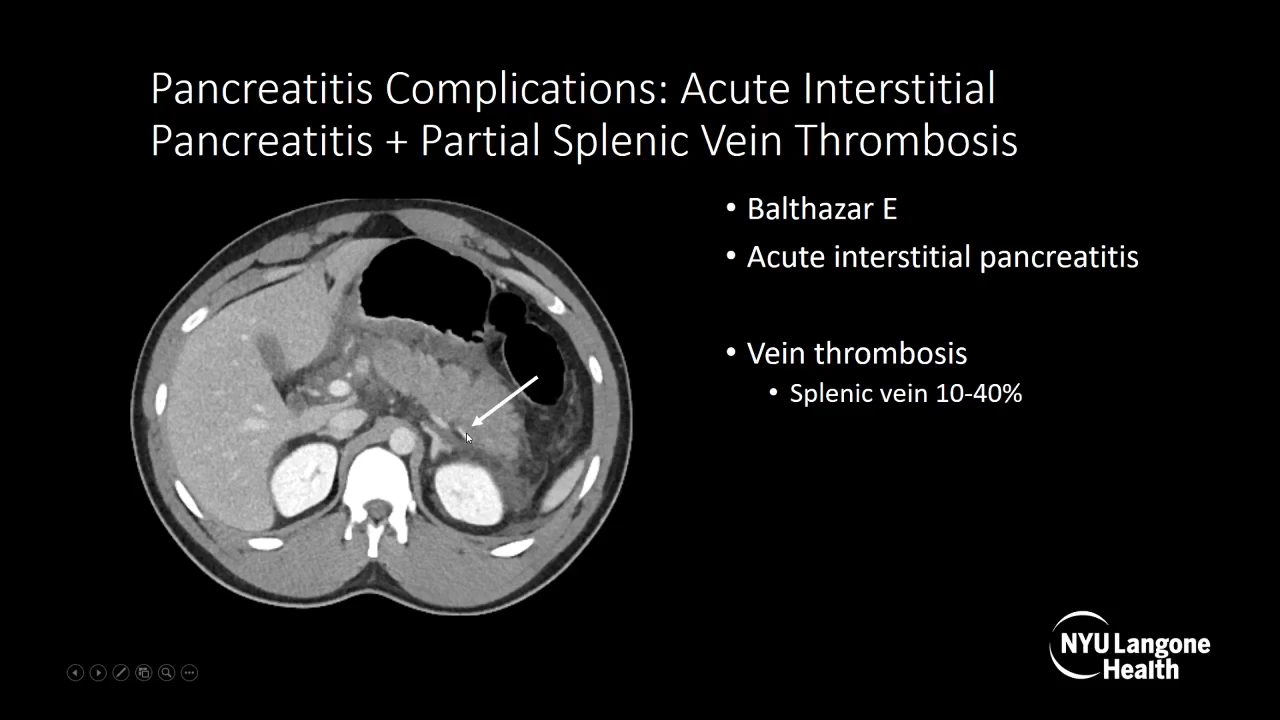 Pancreatitis Complications: Acute Interstitial
Pancreatitis + Partial Splenic Vein Thrombosis
• Balthazar E
• Acute interstitial pancreatitis
• Vein thrombosis
• Splenic vein 10-40%
NYU Langone
Health